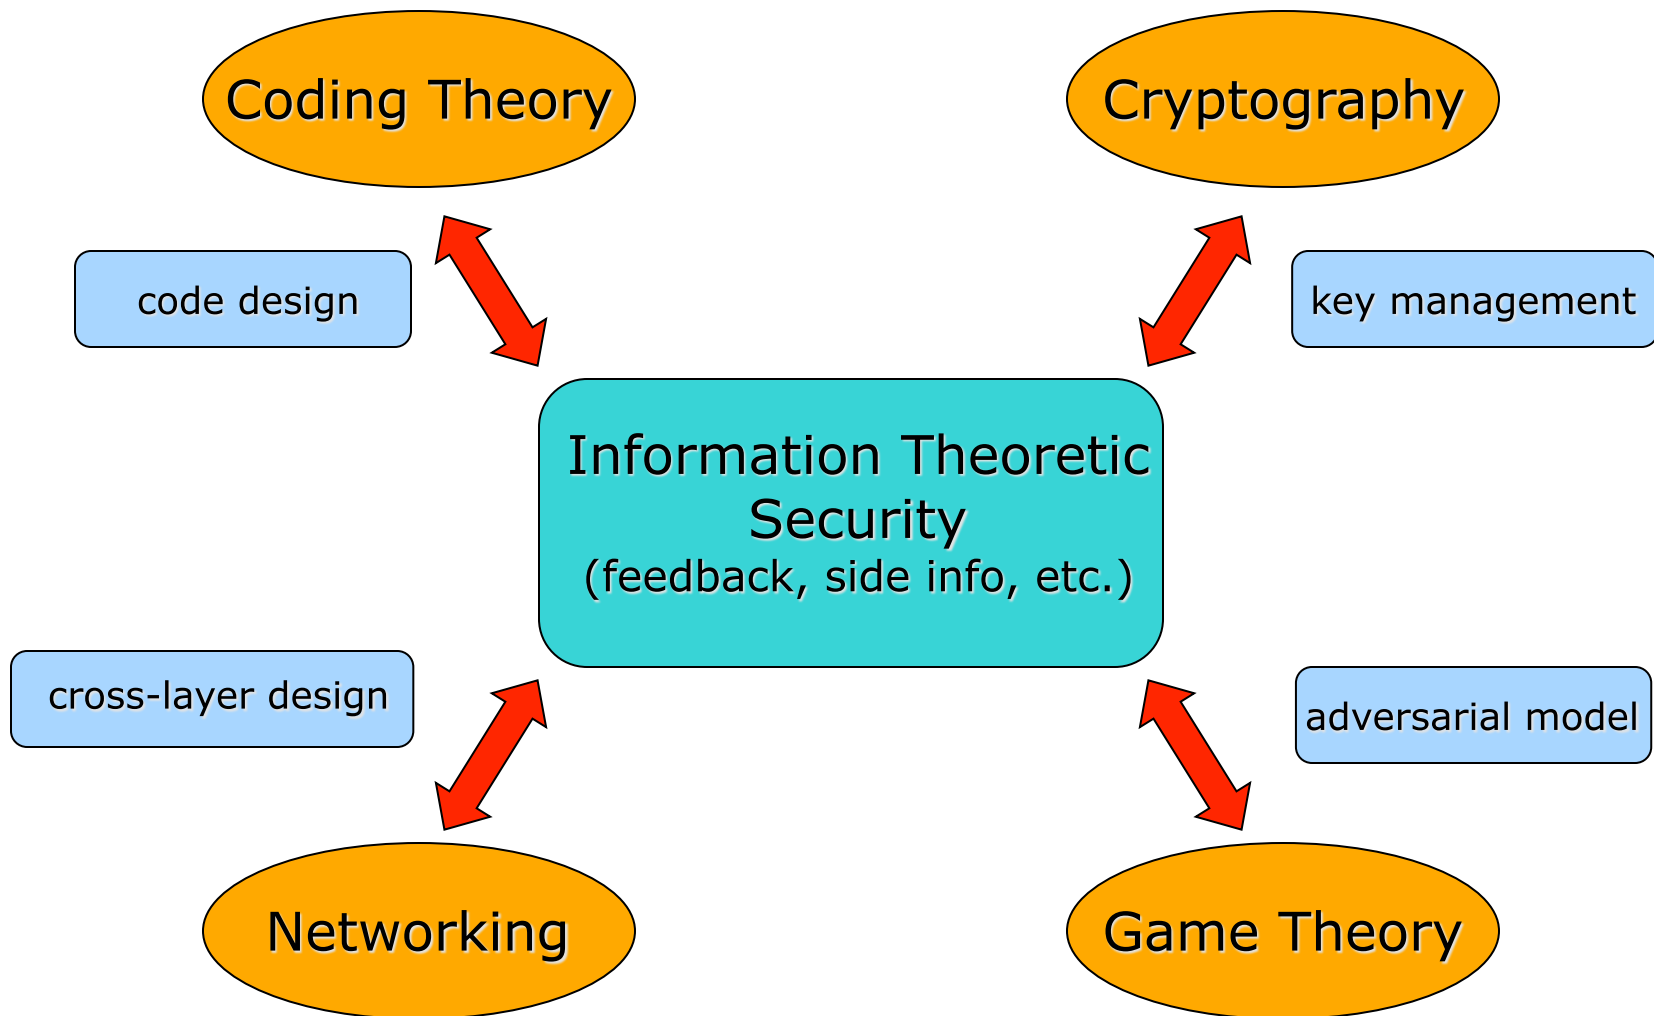 Coding Theory
Cryptography
code design
key management
Information Theoretic
Security
(feedback, side info, etc.)
cross-layer design
adversarial model
Networking
Game Theory